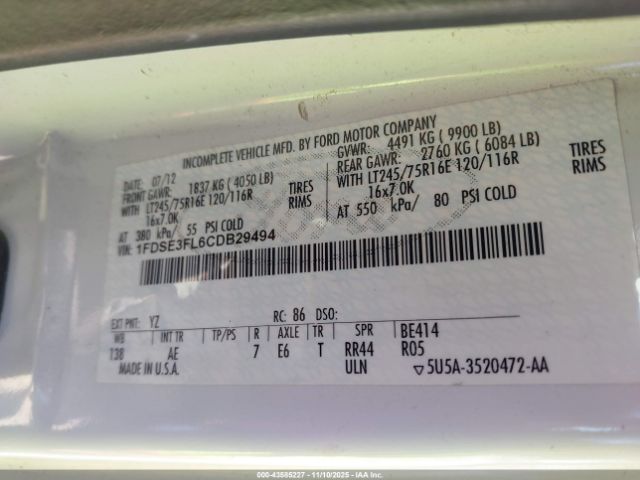 INCOMPLETE VEHICLE MFD. BY FORD MOTOR COMPANY
DATE: 07/12 GVWR: 4491 KG ( 9900 LB)
FRONT GAWR: 1837 KG ( 4050 LB) REAR GAWR: 2760 KG ( 6084 LB)
WITH LT245/75R16E 120/116R TIRES WITH LT245/75R16E 120/116R TIRES
16x7.0K RIMS 16x7.0K RIMS
AT 380 kPa/ 55 PSI COLD AT 550 kPa/ 80 PSI COLD
VIN: 1FDSE3FL6CDB29494
EXT PNT: YZ RC: 86 DSO:
WB INT TR TP/PS R AXLE TR SPR BE414
138 AE 7 E6 T RR44 R05
MADE IN U.S.A. ULN ▽5U5A-3520472-AA
000-43585227 - 11/10/2025 - IAAC